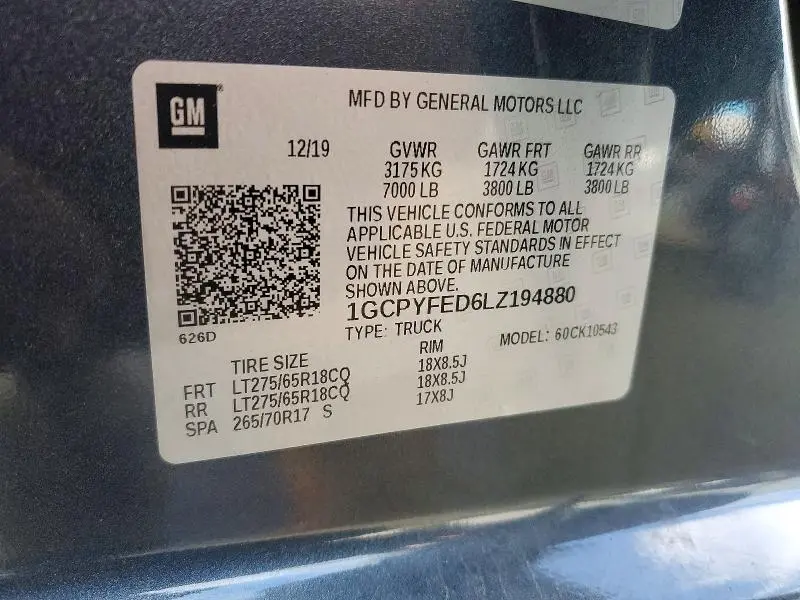 GM
MFD BY GENERAL MOTORS LLC
12/19 GVWR GAWR FRT GAWR RR
3175 KG 1724 KG 1724 KG
7000 LB 3800 LB 3800 LB
THIS VEHICLE CONFORMS TO ALL
APPLICABLE U.S. FEDERAL MOTOR
VEHICLE SAFETY STANDARDS IN EFFECT
ON THE DATE OF MANUFACTURE
SHOWN ABOVE.
1GCPYFED6LZ194880
626D
TYPE: TRUCK MODEL: 60CK10543
TIRE SIZE RIM
FRT LT275/65R18CQ 18X8.5J
RR LT275/65R18CQ 18X8.5J
SPA 265/70R17 S 17X8J